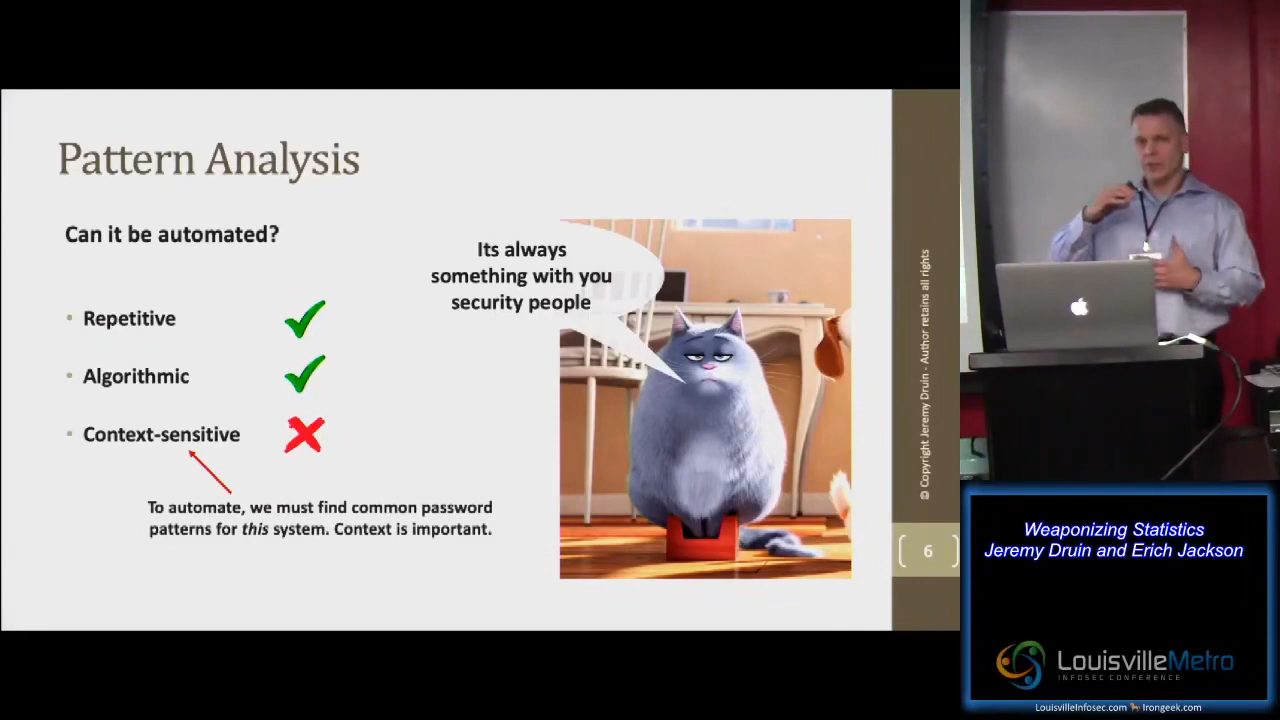 Pattern Analysis
Can it be automated?
Its always
something with you
security people
• Repetitive
• Algorithmic
• Context-sensitive
To automate, we must find common password
patterns for this system. Context is important.
© Copyright Jeremy Druin - Author retains all rights
6
Weaponizing Statistics
Jeremy Druin and Erich Jackson
LouisvilleMetro
INFOSEC CONFERENCE
LouisvilleInfosec.com Irongeek.com